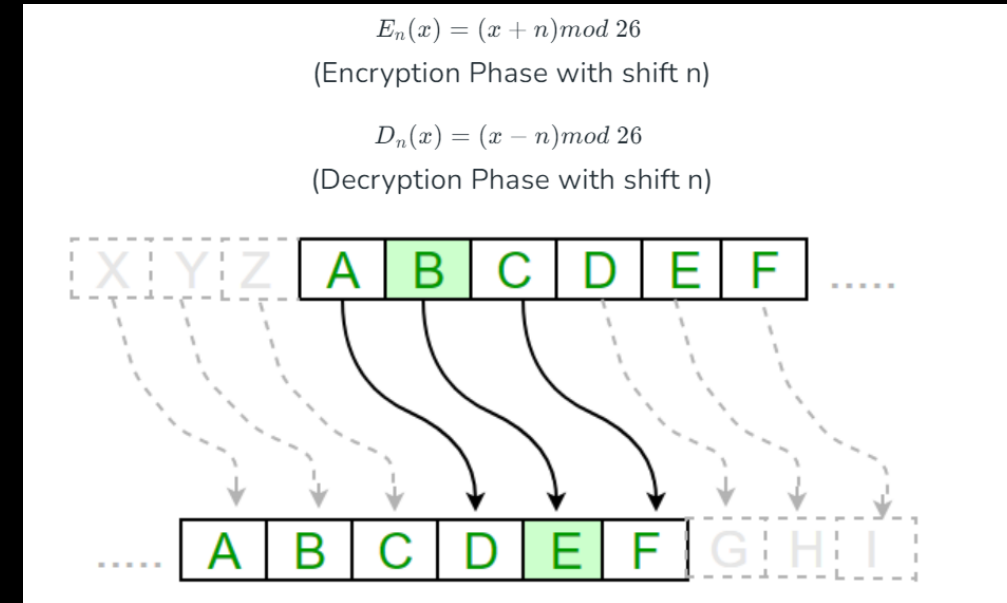 Eₙ(x) = (x + n)mod 26
(Encryption Phase with shift n)
Dₙ(x) = (x − n)mod 26
(Decryption Phase with shift n)
X Y Z A B C D E F .....
..... A B C D E F G H I